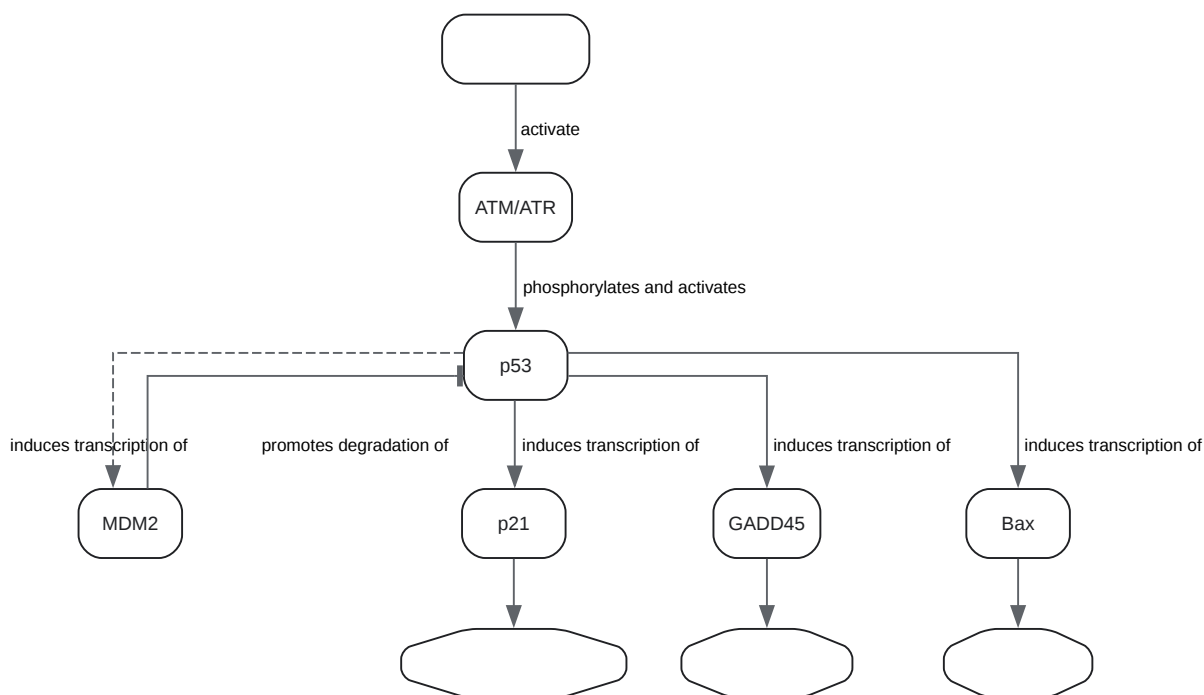 activate
ATM/ATR
phosphorylates and activates
p53
induces transcription of
promotes degradation of
induces transcription of
induces transcription of
induces transcription of
MDM2
p21
GADD45
Bax